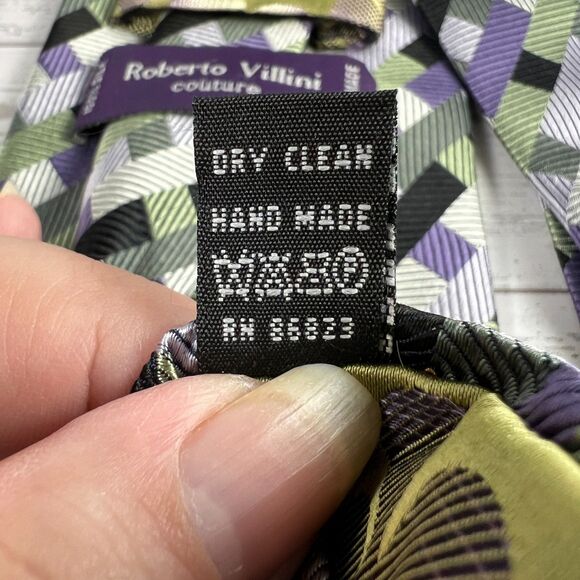 Roberto Villini
couture
DRY CLEAN
HAND MADE
RN 86823